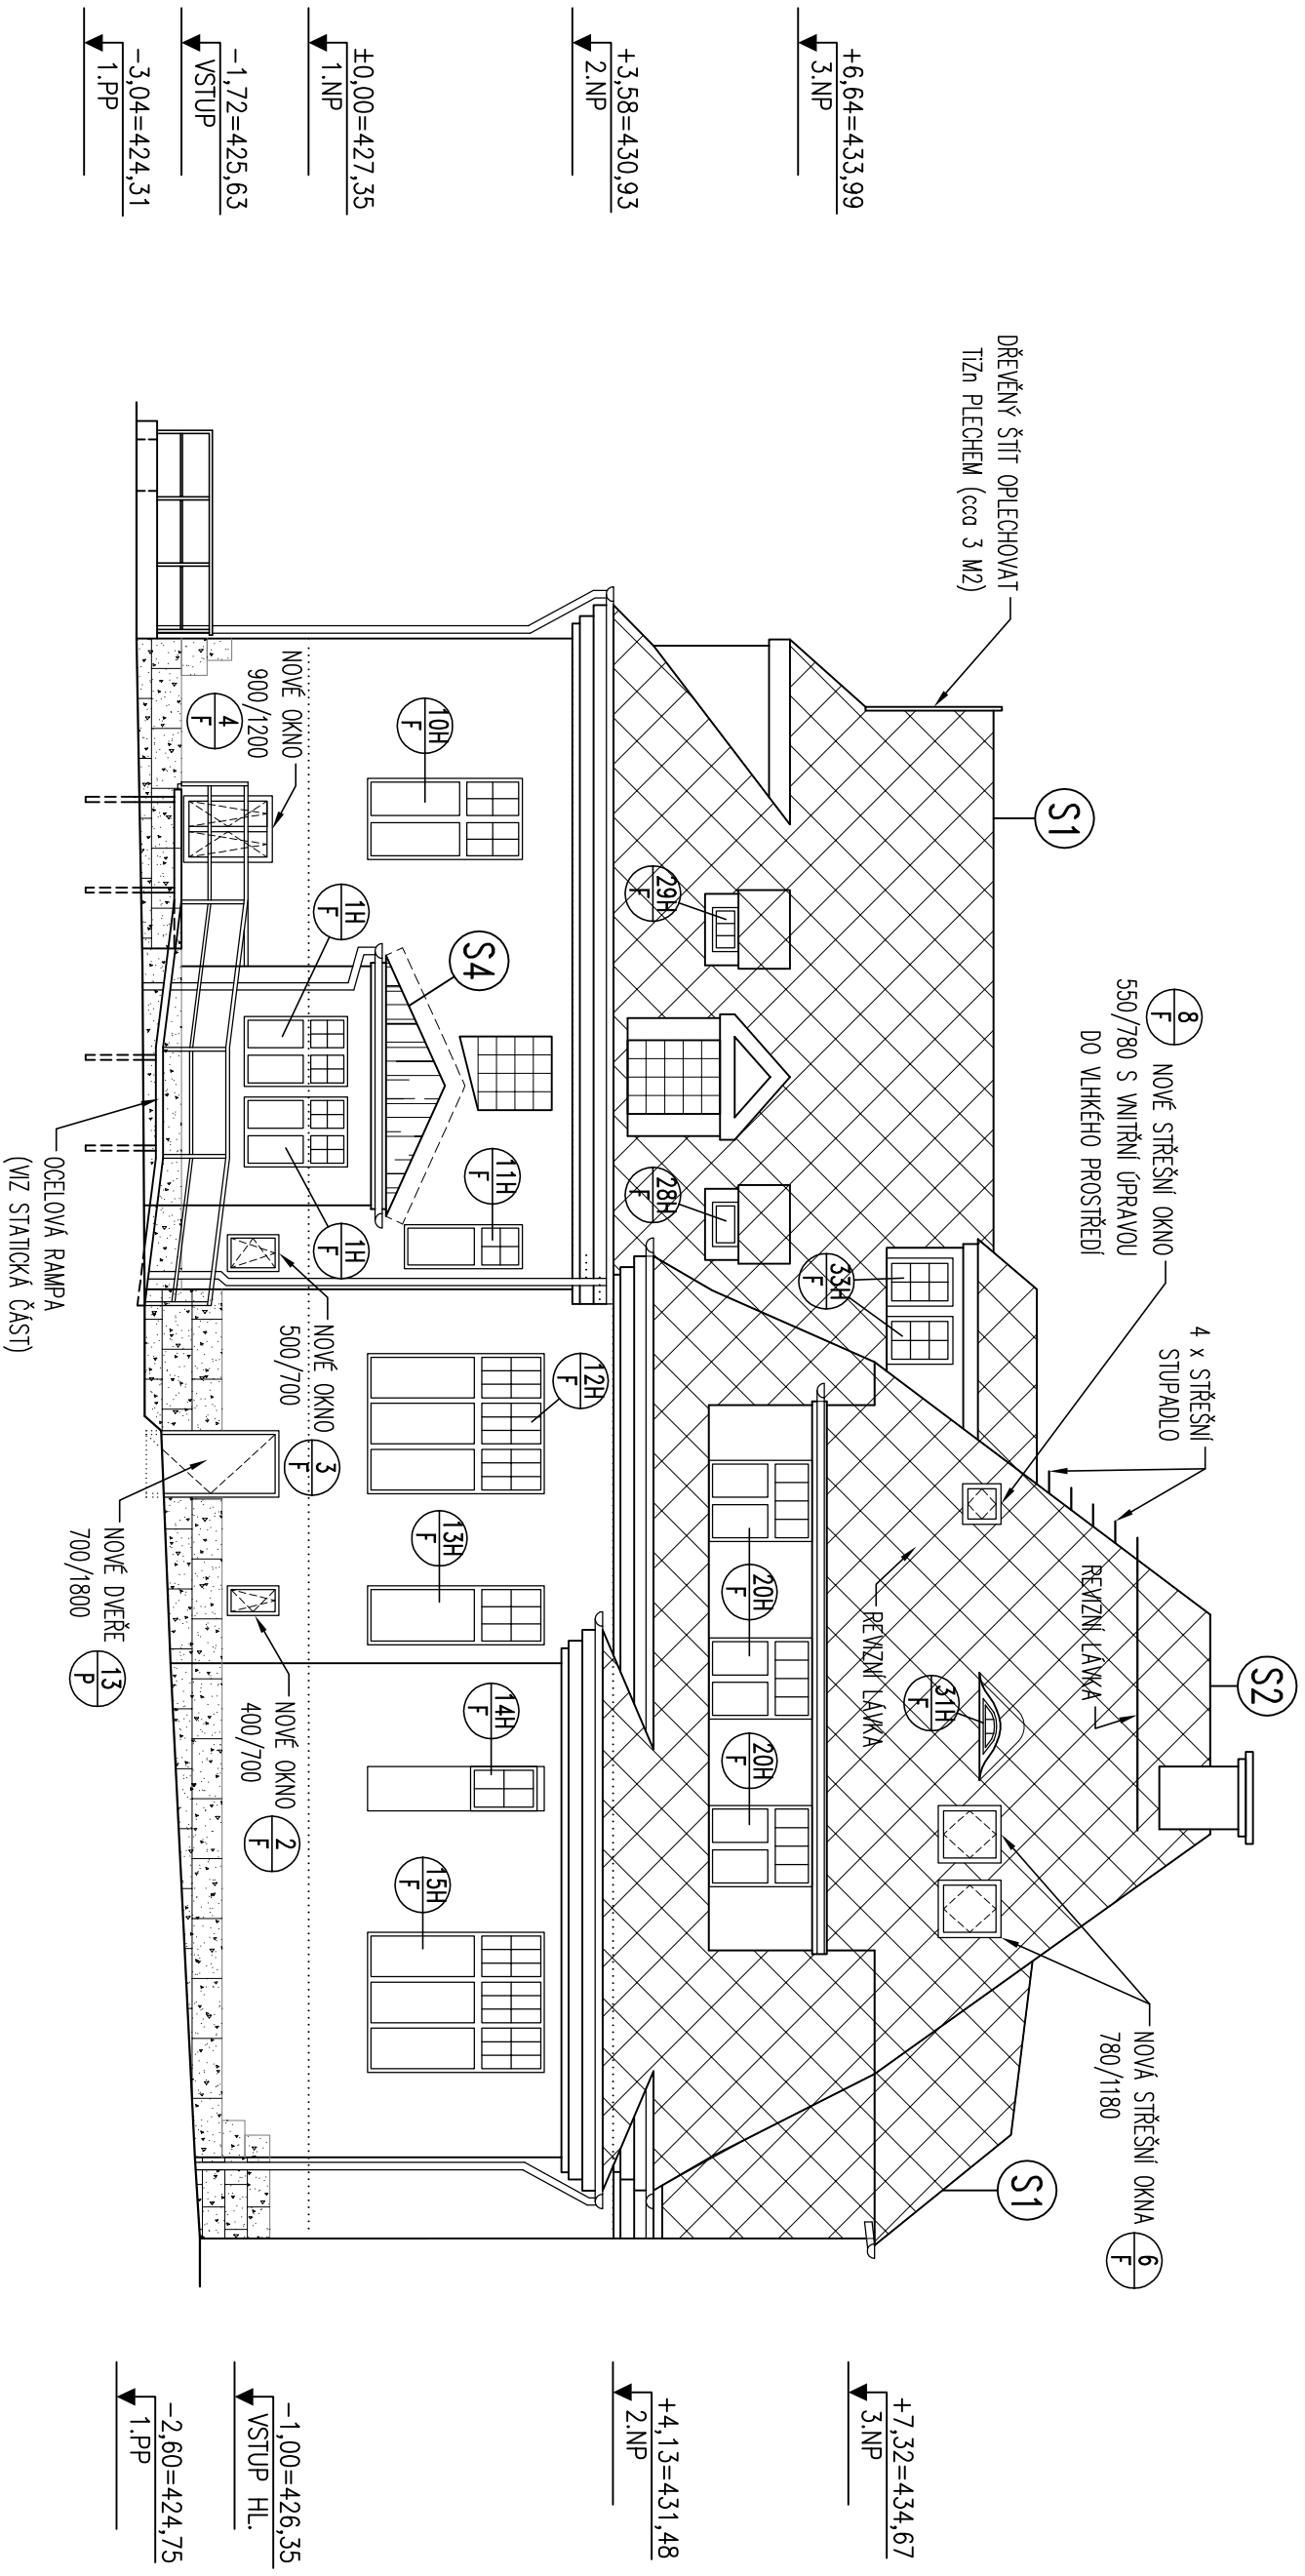 S2
S1
4 x STŘEŠNÍ
STUPADLO
REVIZNÍ LÁVKA
8
F
NOVÉ STŘEŠNÍ OKNO
550/780 S VNITŘNÍ ÚPRAVOU
DO VLHKÉHO PROSTŘEDÍ
NOVÁ STŘEŠNÍ OKNA
780/1180
6
F
S1
DŘEVĚNÝ ŠTÍT OPLECHOVAT
TiZn PLECHEM (cca 3 M2)
31H
F
REVIZNÍ LÁVKA
33H
F
+6,64=433,99
3.NP
+7,32=434,67
3.NP
29H
F
28H
F
20H
F
20H
F
+3,58=430,93
2.NP
+4,13=431,48
2.NP
S4
10H
F
11H
F
12H
F
13H
F
14H
F
15H
F
±0,00=427,35
1.NP
1H
F
1H
F
NOVÉ OKNO
900/1200
4
F
NOVÉ OKNO
500/700
3
F
NOVÉ OKNO
400/700
2
F
-1,72=425,63
VSTUP
-1,00=426,35
VSTUP HL.
-3,04=424,31
1.PP
-2,60=424,75
1.PP
NOVÉ DVEŘE
700/1800
13
P
OCELOVÁ RAMPA
(VIZ STATICKÁ ČÁST)